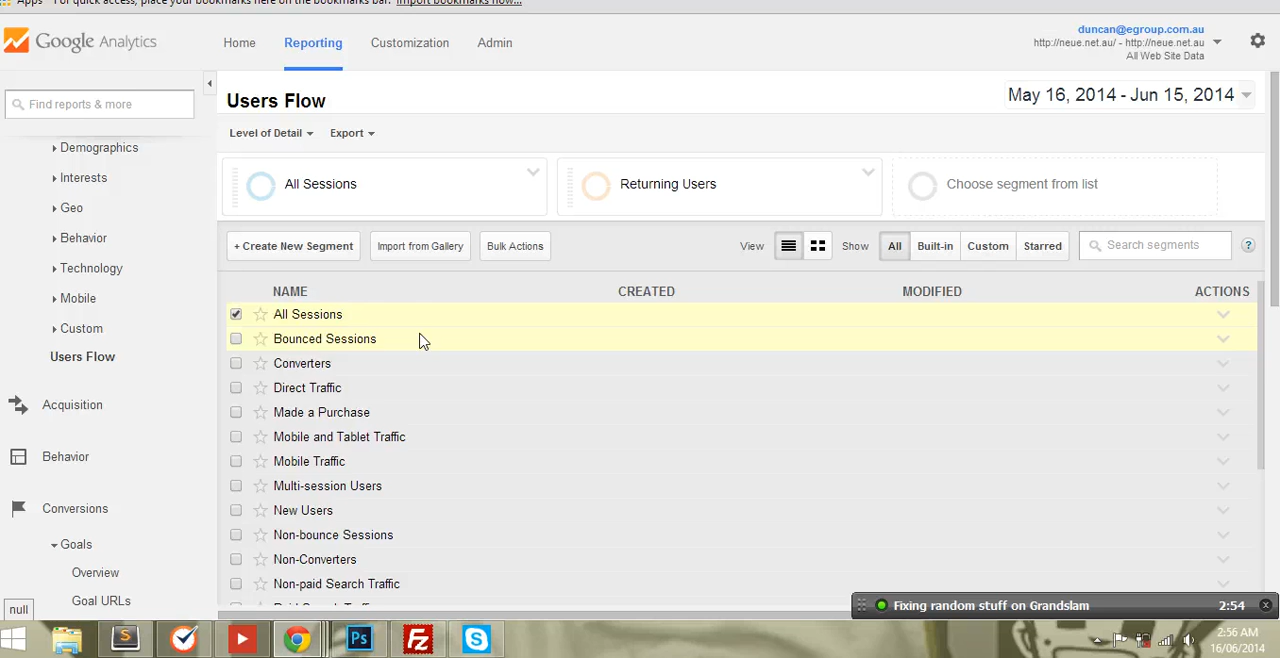 Apps For quick access, place your bookmarks here on the bookmarks bar. Import bookmarks now...
Google Analytics
Home Reporting Customization Admin
duncan@egroup.com.au
http://neue.net.au/ - http://neue.net.au
All Web Site Data
Find reports & more
Demographics
Interests
Geo
Behavior
Technology
Mobile
Custom
Users Flow
Acquisition
Behavior
Conversions
Goals
Overview
Goal URLs
null
Users Flow
May 16, 2014 - Jun 15, 2014
Level of Detail Export
All Sessions Returning Users Choose segment from list
+ Create New Segment Import from Gallery Bulk Actions View Show All Built-in Custom Starred Search segments ?
NAME CREATED MODIFIED ACTIONS
All Sessions
Bounced Sessions
Converters
Direct Traffic
Made a Purchase
Mobile and Tablet Traffic
Mobile Traffic
Multi-session Users
New Users
Non-bounce Sessions
Non-Converters
Non-paid Search Traffic
Fixing random stuff on Grandslam 2:54
S Ps Fz S
2:56 AM
16/06/2014